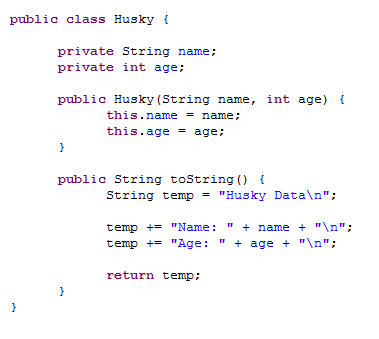 public class Husky {
private String name;
private int age;
public Husky(String name, int age) {
this.name = name;
this.age = age;
}
public String toString() {
String temp = "Husky Data\n";
temp += "Name: " + name + "\n";
temp += "Age: " + age + "\n";
return temp;
}
}